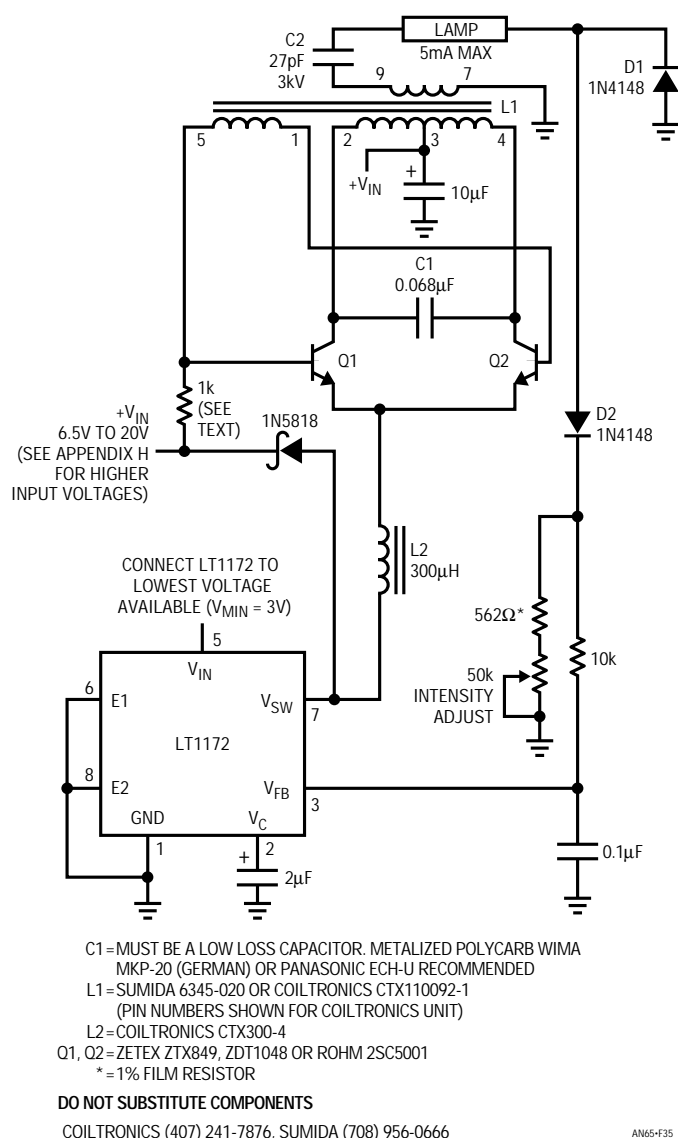 LAMP
5mA MAX
C2
27pF
3kV
9
7
D1
1N4148
L1
5
1
2
3
4
+VIN
+
10µF
C1
0.068µF
Q1
Q2
1k
(SEE
TEXT)
1N5818
+VIN
6.5V TO 20V
(SEE APPENDIX H
FOR HIGHER
INPUT VOLTAGES)
D2
1N4148
L2
300µH
CONNECT LT1172 TO
LOWEST VOLTAGE
AVAILABLE (VMIN = 3V)
562Ω*
10k
50k
INTENSITY
ADJUST
5
VIN
6
E1
VSW
7
LT1172
8
E2
VFB
3
GND
VC
1
2
+
2µF
0.1µF
C1 = MUST BE A LOW LOSS CAPACITOR. METALIZED POLYCARB WIMA
MKP-20 (GERMAN) OR PANASONIC ECH-U RECOMMENDED
L1 = SUMIDA 6345-020 OR COILTRONICS CTX110092-1
(PIN NUMBERS SHOWN FOR COILTRONICS UNIT)
L2 = COILTRONICS CTX300-4
Q1, Q2 = ZETEX ZTX849, ZDT1048 OR ROHM 2SC5001
* = 1% FILM RESISTOR
DO NOT SUBSTITUTE COMPONENTS
COILTRONICS (407) 241-7876, SUMIDA (708) 956-0666
AN65•F35